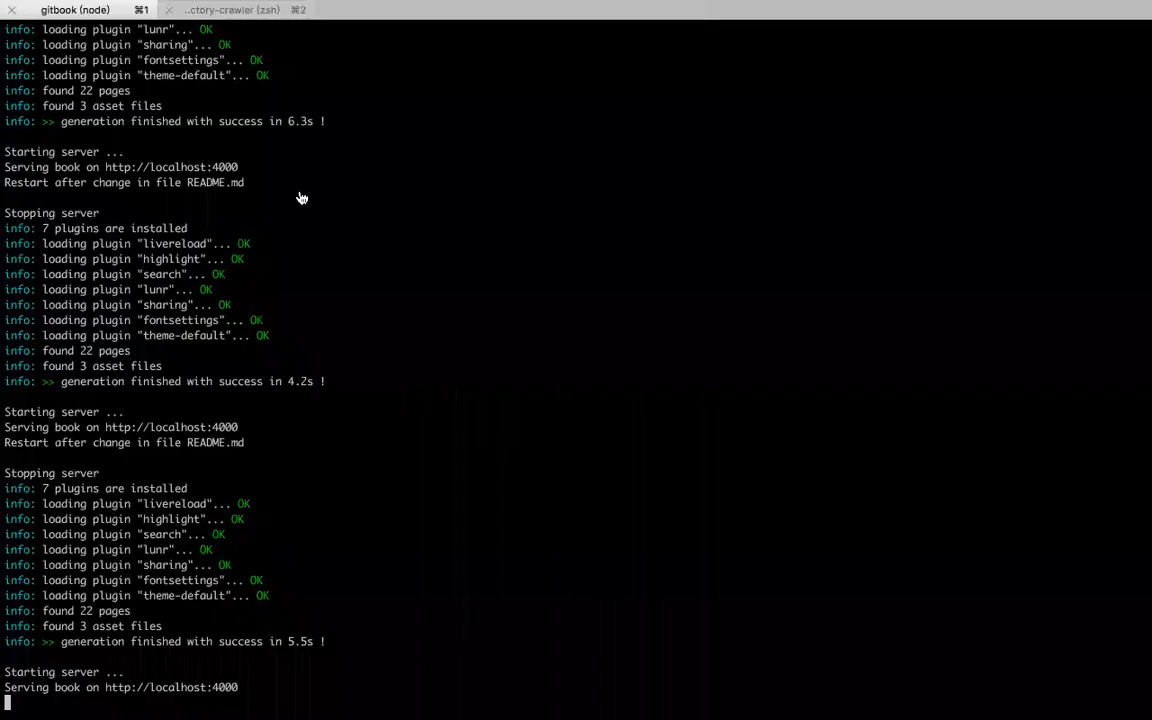 gitbook (node) ⌘1 ..ctory-crawler (zsh) ⌘2
info: loading plugin "lunr"... OK
info: loading plugin "sharing"... OK
info: loading plugin "fontsettings"... OK
info: loading plugin "theme-default"... OK
info: found 22 pages
info: found 3 asset files
info: >> generation finished with success in 6.3s !
Starting server ...
Serving book on http://localhost:4000
Restart after change in file README.md
Stopping server
info: 7 plugins are installed
info: loading plugin "livereload"... OK
info: loading plugin "highlight"... OK
info: loading plugin "search"... OK
info: loading plugin "lunr"... OK
info: loading plugin "sharing"... OK
info: loading plugin "fontsettings"... OK
info: loading plugin "theme-default"... OK
info: found 22 pages
info: found 3 asset files
info: >> generation finished with success in 4.2s !
Starting server ...
Serving book on http://localhost:4000
Restart after change in file README.md
Stopping server
info: 7 plugins are installed
info: loading plugin "livereload"... OK
info: loading plugin "highlight"... OK
info: loading plugin "search"... OK
info: loading plugin "lunr"... OK
info: loading plugin "sharing"... OK
info: loading plugin "fontsettings"... OK
info: loading plugin "theme-default"... OK
info: found 22 pages
info: found 3 asset files
info: >> generation finished with success in 5.5s !
Starting server ...
Serving book on http://localhost:4000